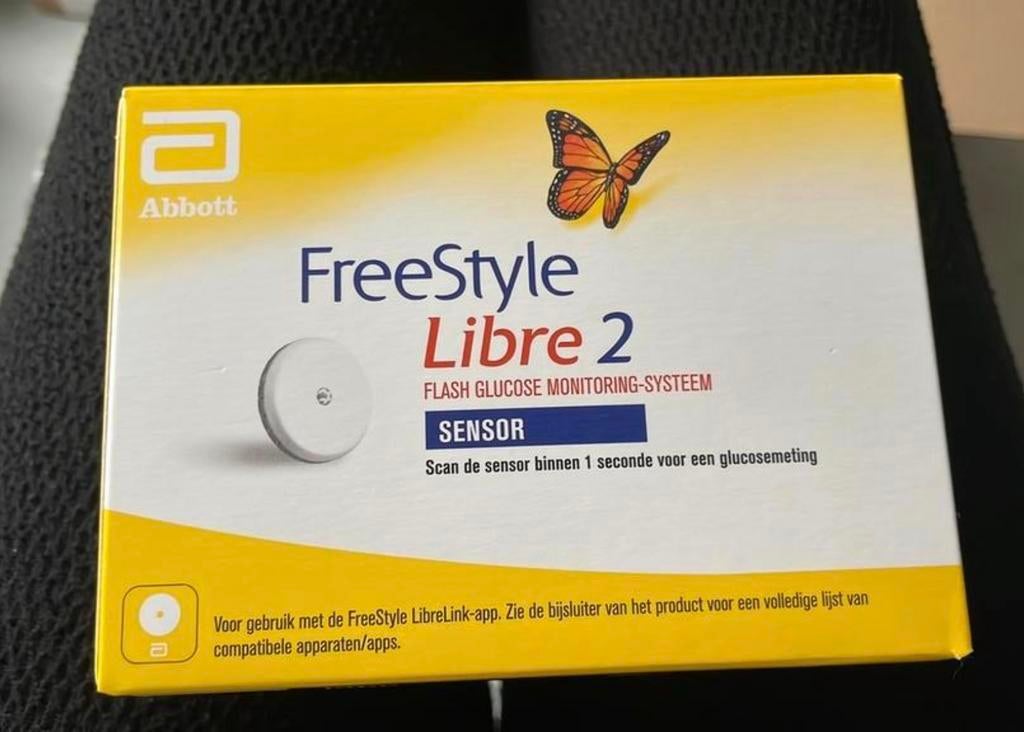 Abbott
FreeStyle
Libre 2
FLASH GLUCOSE MONITORING-SYSTEEM
SENSOR
Scan de sensor binnen 1 seconde voor een glucosemeting
Voor gebruik met de FreeStyle LibreLink-app. Zie de bijsluiter van het product voor een volledige lijst van
compatibele apparaten/apps.